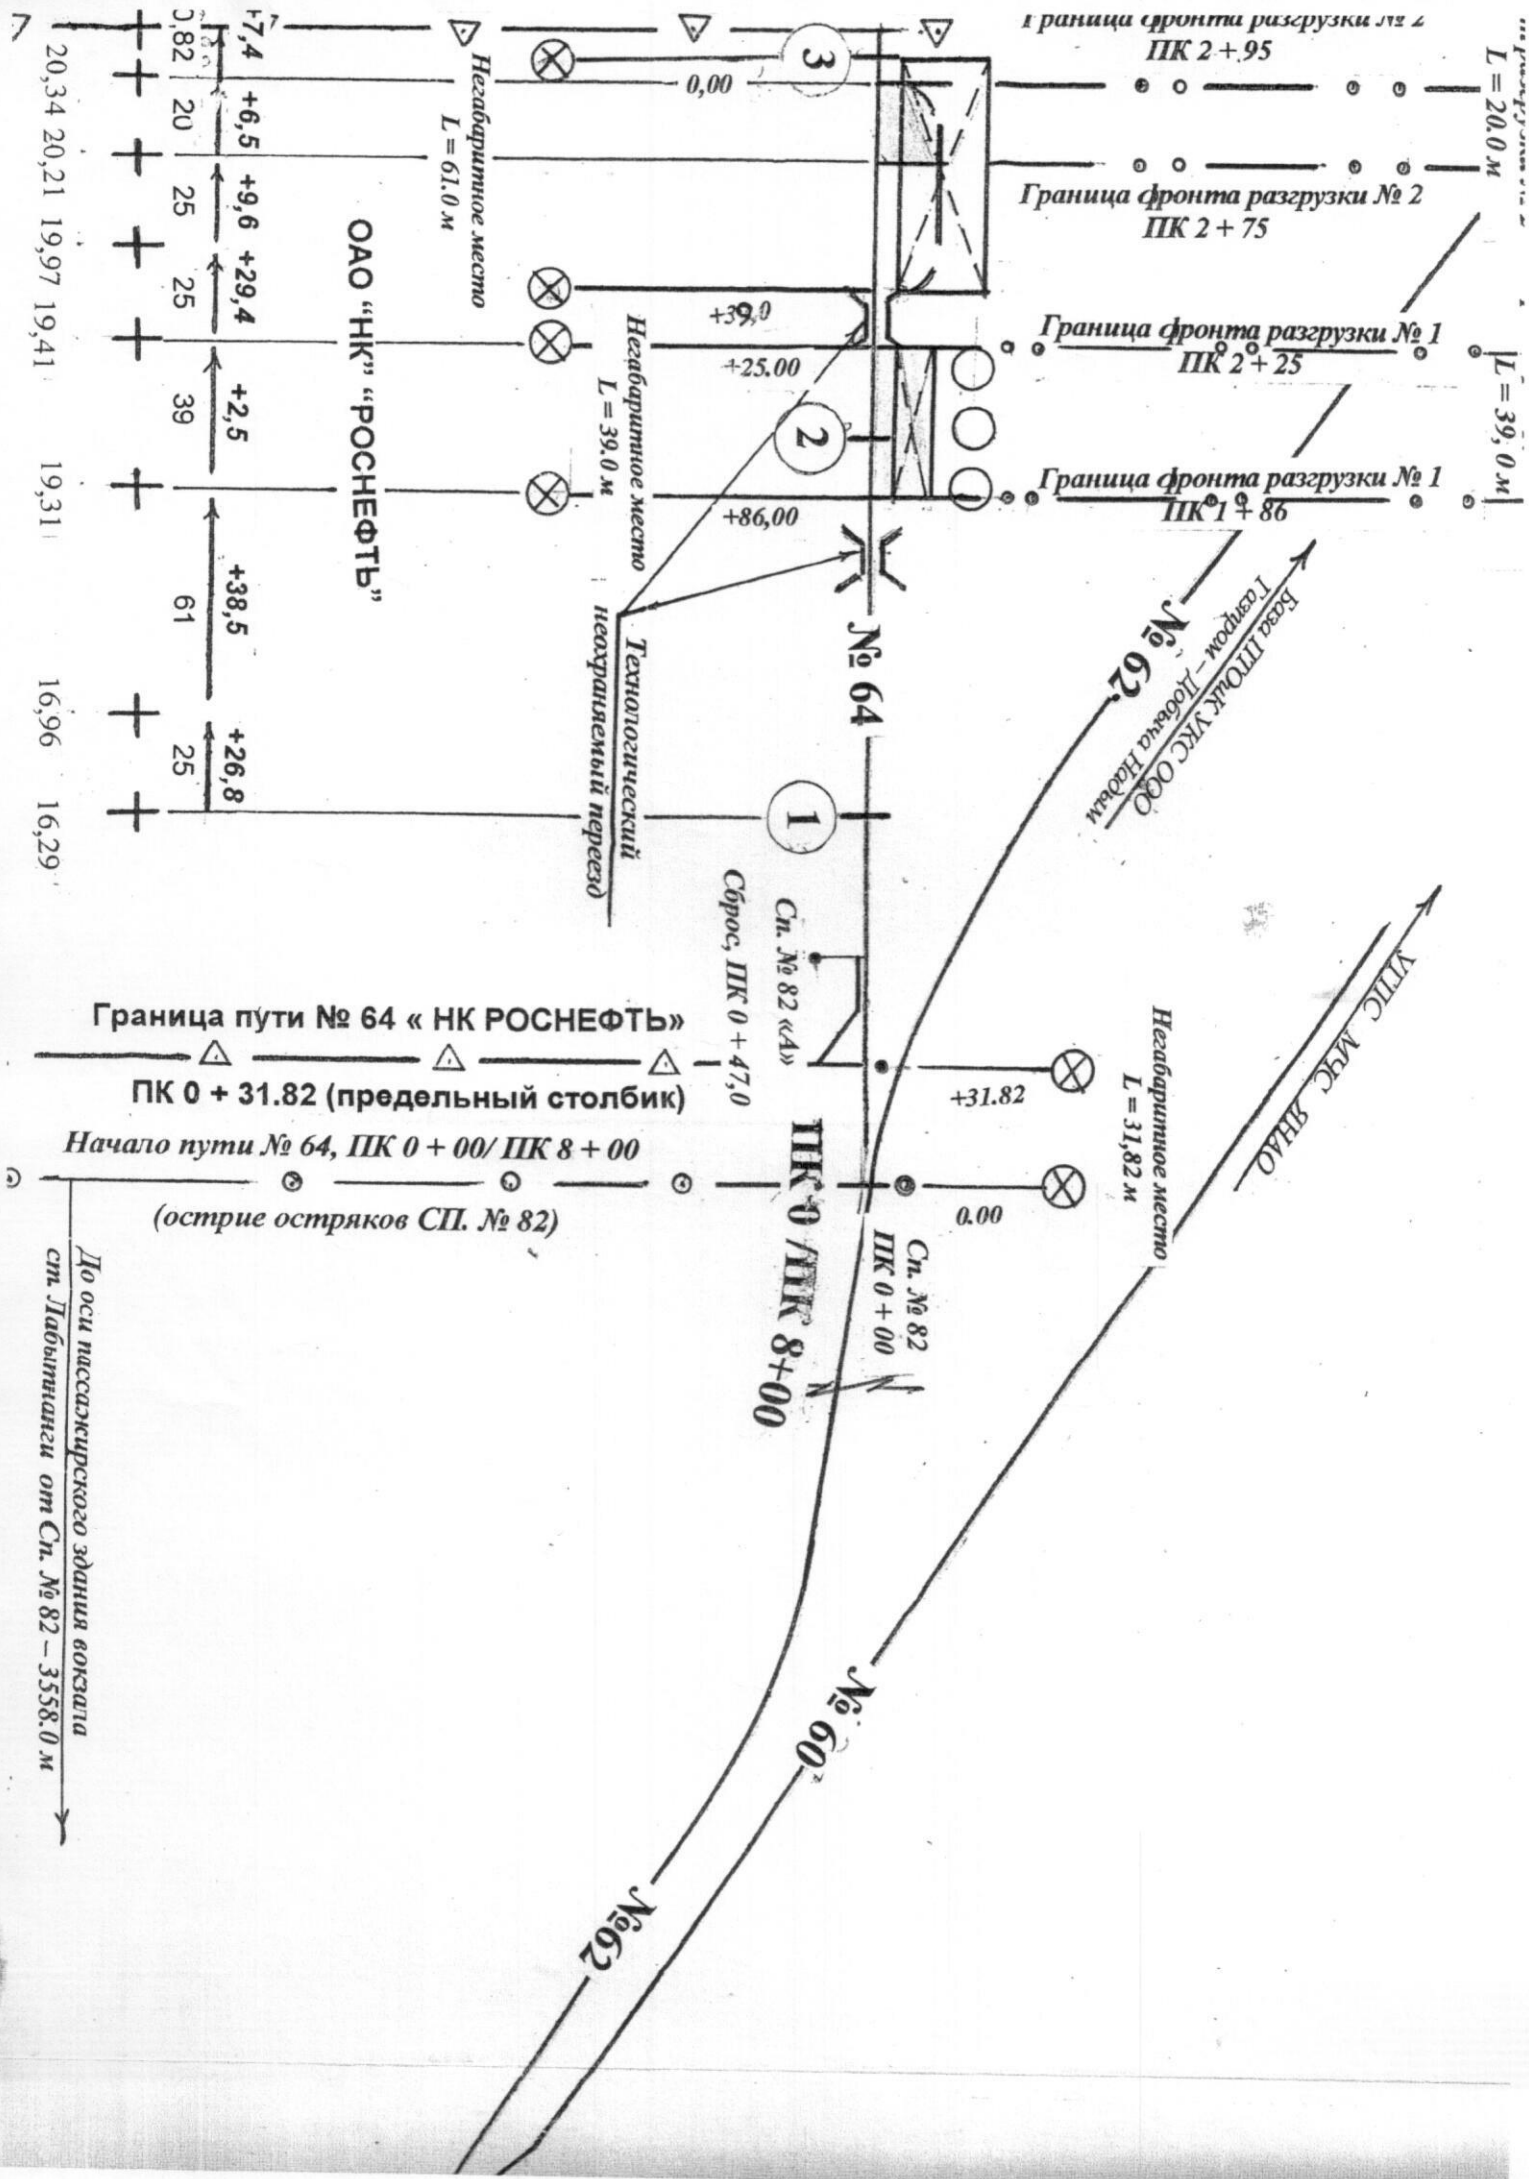 Граница фронта разгрузки № 2
ПК 2 + 95
L = 20.0 м
Граница фронта разгрузки № 2
ПК 2 + 75
Граница фронта разгрузки № 1
ПК 2 + 25
L = 39, 0 м
Граница фронта разгрузки № 1
ПК 1 + 86
3
0,00
+39,0
+25.00
2
+86,00
№ 64
1
Негабаритное место
L = 61.0 м
Негабаритное место
L = 39.0 м
Технологический
неохраняемый переезд
ОАО “НК” “РОСНЕФТЬ”
+7,4 +6,5 +9,6 +29,4 +2,5 +38,5 +26,8
0,82 20 25 25 39 61 25
20,34 20,21 19,97 19,41 19,31 16,96 16,29
№ 62
База ПТОиК УКС ООО
Газпром – Добыча Надым
УГПС МЧС ЯНАО
Сп. № 82 «А»
Сброс, ПК 0 + 47,0
Граница пути № 64 « НК РОСНЕФТЬ»
ПК 0 + 31.82 (предельный столбик)
+31.82
Негабаритное место
L = 31,82 м
Начало пути № 64, ПК 0 + 00/ ПК 8 + 00
(острие остряков СП. № 82)
0.00
ПК 0 /ПК 8+00
Сп. № 82
ПК 0 + 00
До оси пассажирского здания вокзала
ст. Лабытнанги от Сп. № 82 – 3558.0 м
№ 60
№62